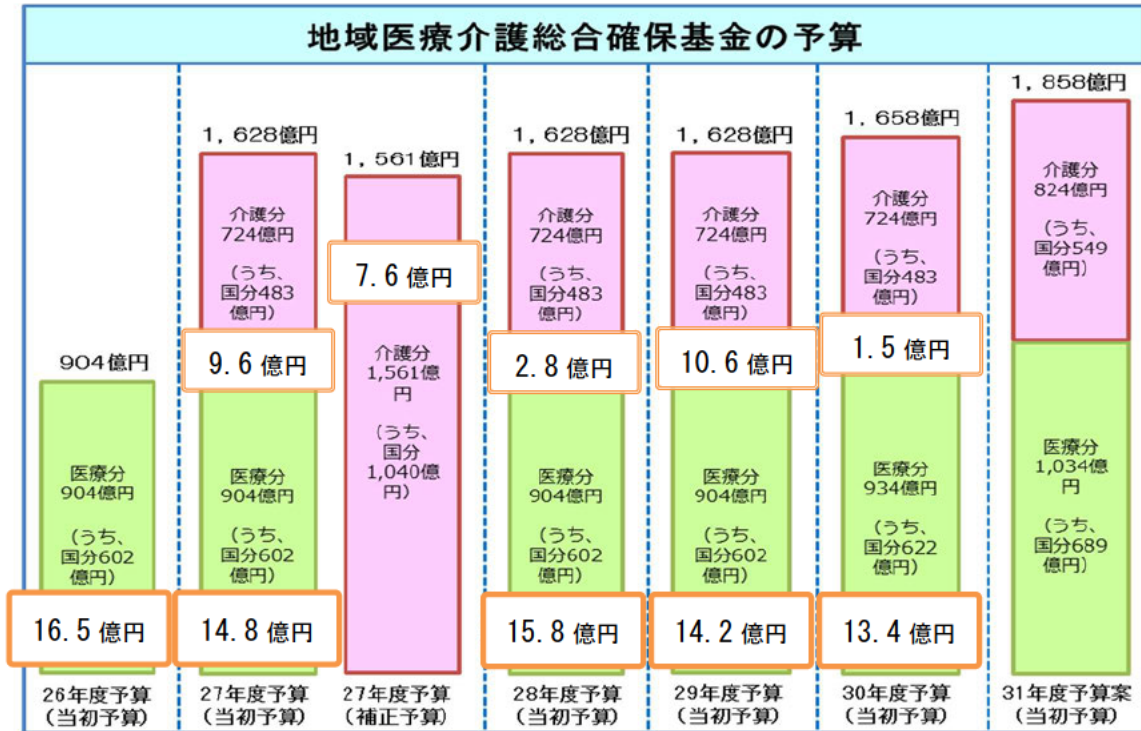 地域医療介護総合確保基金の予算
904億円
医療分
904億円
(うち、
国分602
億円)
16.5 億円
26年度予算
(当初予算)
1,628億円
介護分
724億円
(うち、
国分483
億円)
9.6 億円
医療分
904億円
(うち、
国分602
億円)
14.8 億円
27年度予算
(当初予算)
1,561億円
7.6 億円
介護分
1,561億
円
(うち、
国分
1,040億
円)
27年度予算
(補正予算)
1,628億円
介護分
724億円
(うち、
国分483
億円)
2.8 億円
医療分
904億円
(うち、
国分602
億円)
15.8 億円
28年度予算
(当初予算)
1,628億円
介護分
724億円
(うち、
国分483
億円)
10.6 億円
医療分
904億円
(うち、
国分602
億円)
14.2 億円
29年度予算
(当初予算)
1,658億円
介護分
724億円
(うち、
国分483
億円)
1.5 億円
医療分
934億円
(うち、
国分622
億円)
13.4 億円
30年度予算
(当初予算)
1,858億円
介護分
824億円
(うち、
国分549
億円)
医療分
1,034億
円
(うち、
国分689
億円)
31年度予算案
(当初予算)